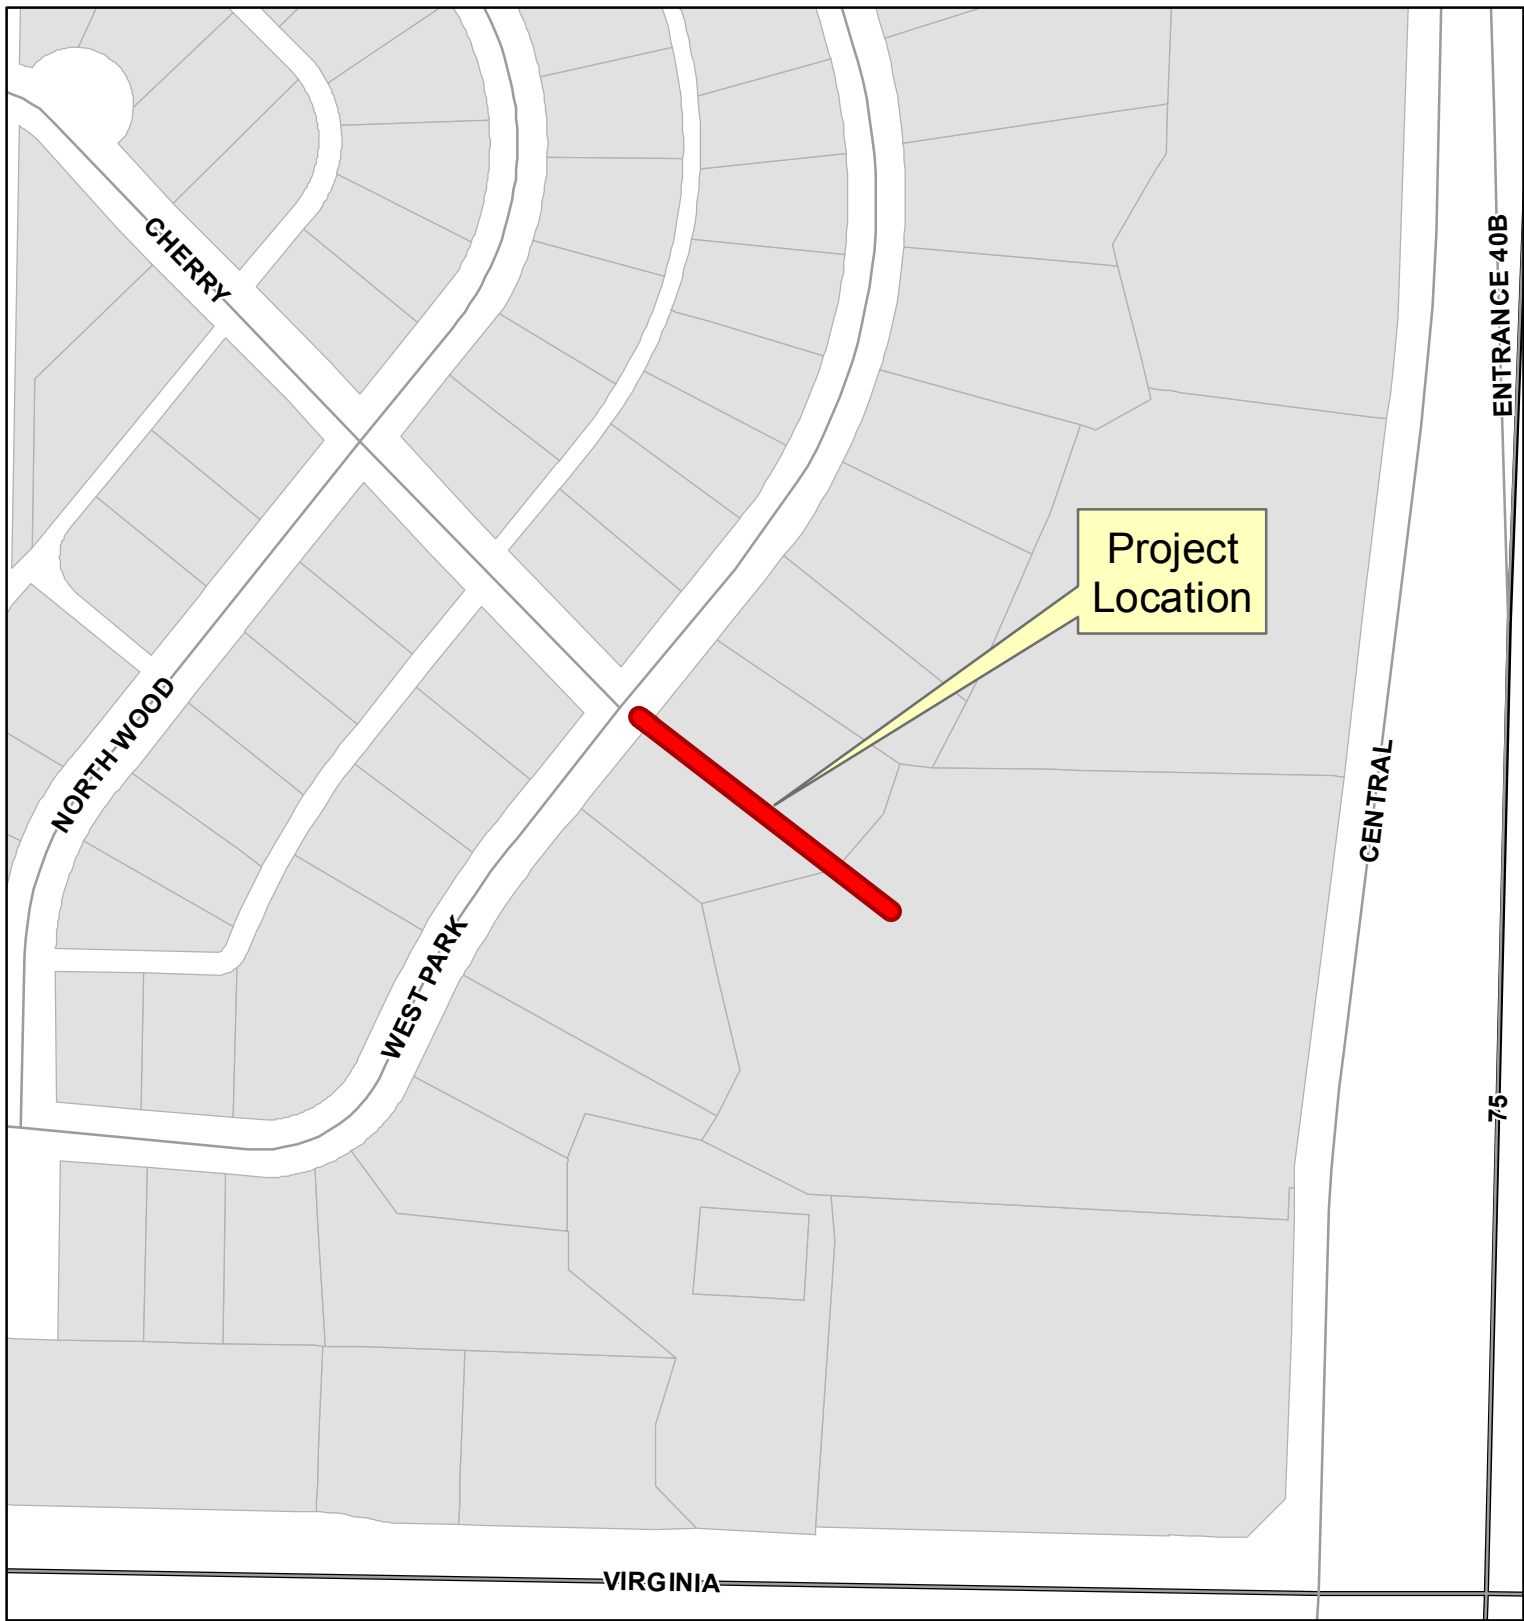 CHERRY
ENTRANCE 40B
Project
Location
NORTH WOOD
CENTRAL
WEST PARK
75
VIRGINIA